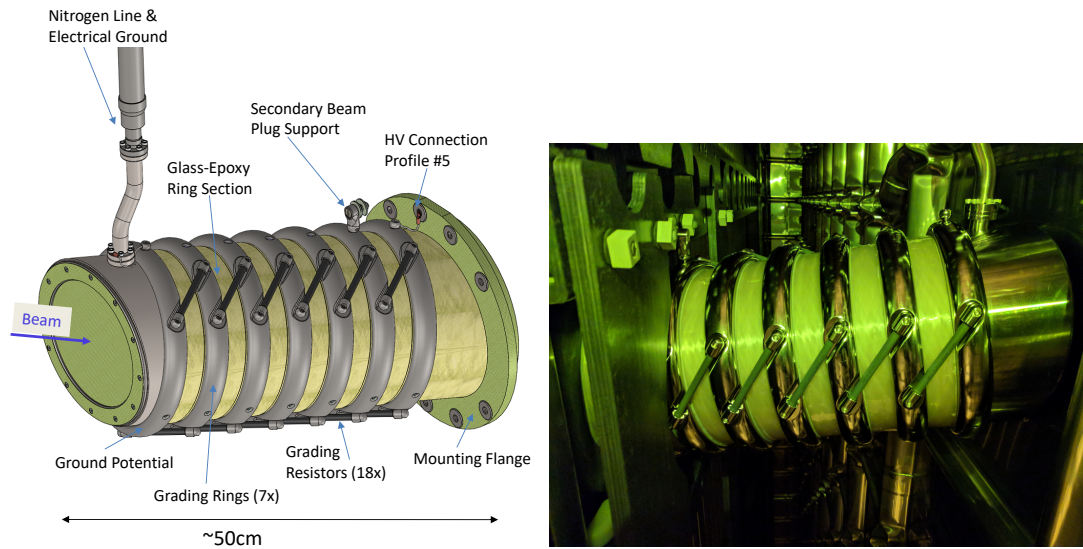 Nitrogen Line &
Electrical Ground
Secondary Beam
Plug Support
HV Connection
Profile #5
Glass-Epoxy
Ring Section
Beam
Ground Potential
Grading Rings (7x)
Grading
Resistors (18x)
Mounting Flange
~50cm